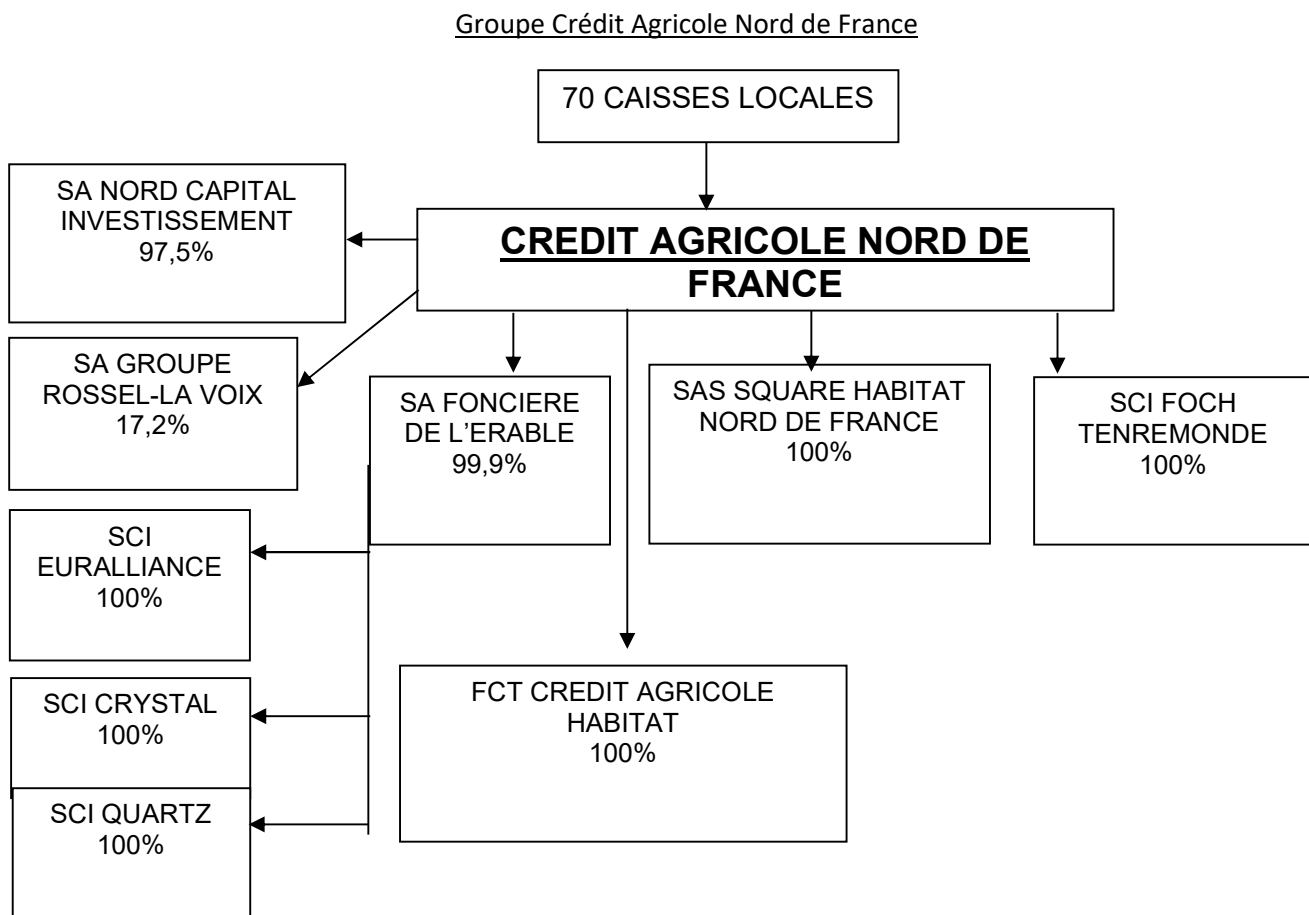 Groupe Crédit Agricole Nord de France
70 CAISSES LOCALES
SA NORD CAPITAL
INVESTISSEMENT
97,5%
CREDIT AGRICOLE NORD DE
FRANCE
SA GROUPE
ROSSEL-LA VOIX
17,2%
SA FONCIERE
DE L'ERABLE
99,9%
SAS SQUARE HABITAT
NORD DE FRANCE
100%
SCI FOCH
TENREMONDE
100%
SCI
EURALLIANCE
100%
SCI CRYSTAL
100%
FCT CREDIT AGRICOLE
HABITAT
100%
SCI QUARTZ
100%